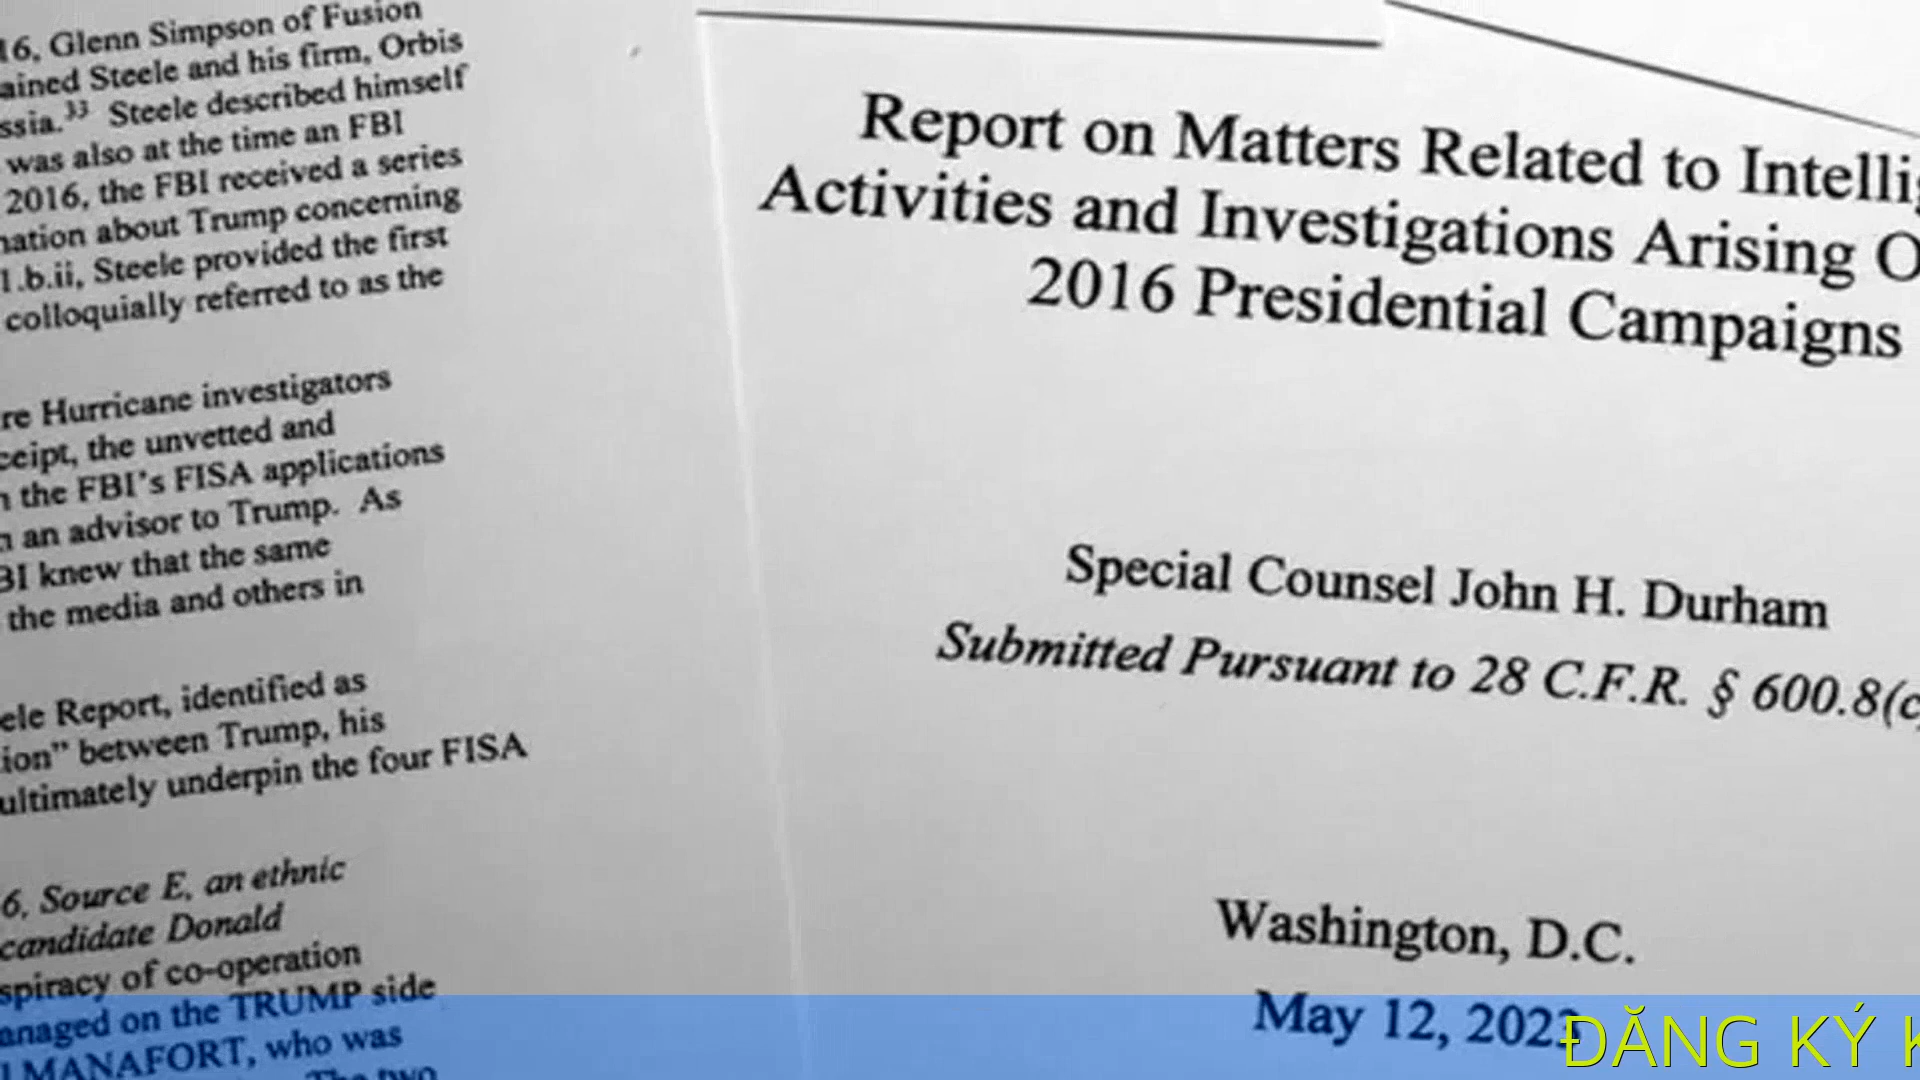 16, Glenn Simpson of Fusion
ained Steele and his firm, Orbis
ssia.33 Steele described himself
was also at the time an FBI
2016, the FBI received a series
nation about Trump concerning
1.b.ii, Steele provided the first
colloquially referred to as the
re Hurricane investigators
ceipt, the unvetted and
n the FBI's FISA applications
n an advisor to Trump. As
BI knew that the same
the media and others in
ele Report, identified as
ion" between Trump, his
ultimately underpin the four FISA
6, Source E, an ethnic
candidate Donald
spiracy of co-operation
anaged on the TRUMP side
MANAFORT, who was
The two
Report on Matters Related to Intellig
Activities and Investigations Arising O
2016 Presidential Campaigns
Special Counsel John H. Durham
Submitted Pursuant to 28 C.F.R. § 600.8(c
Washington, D.C.
May 12, 2023
ĐĂNG KÝ K